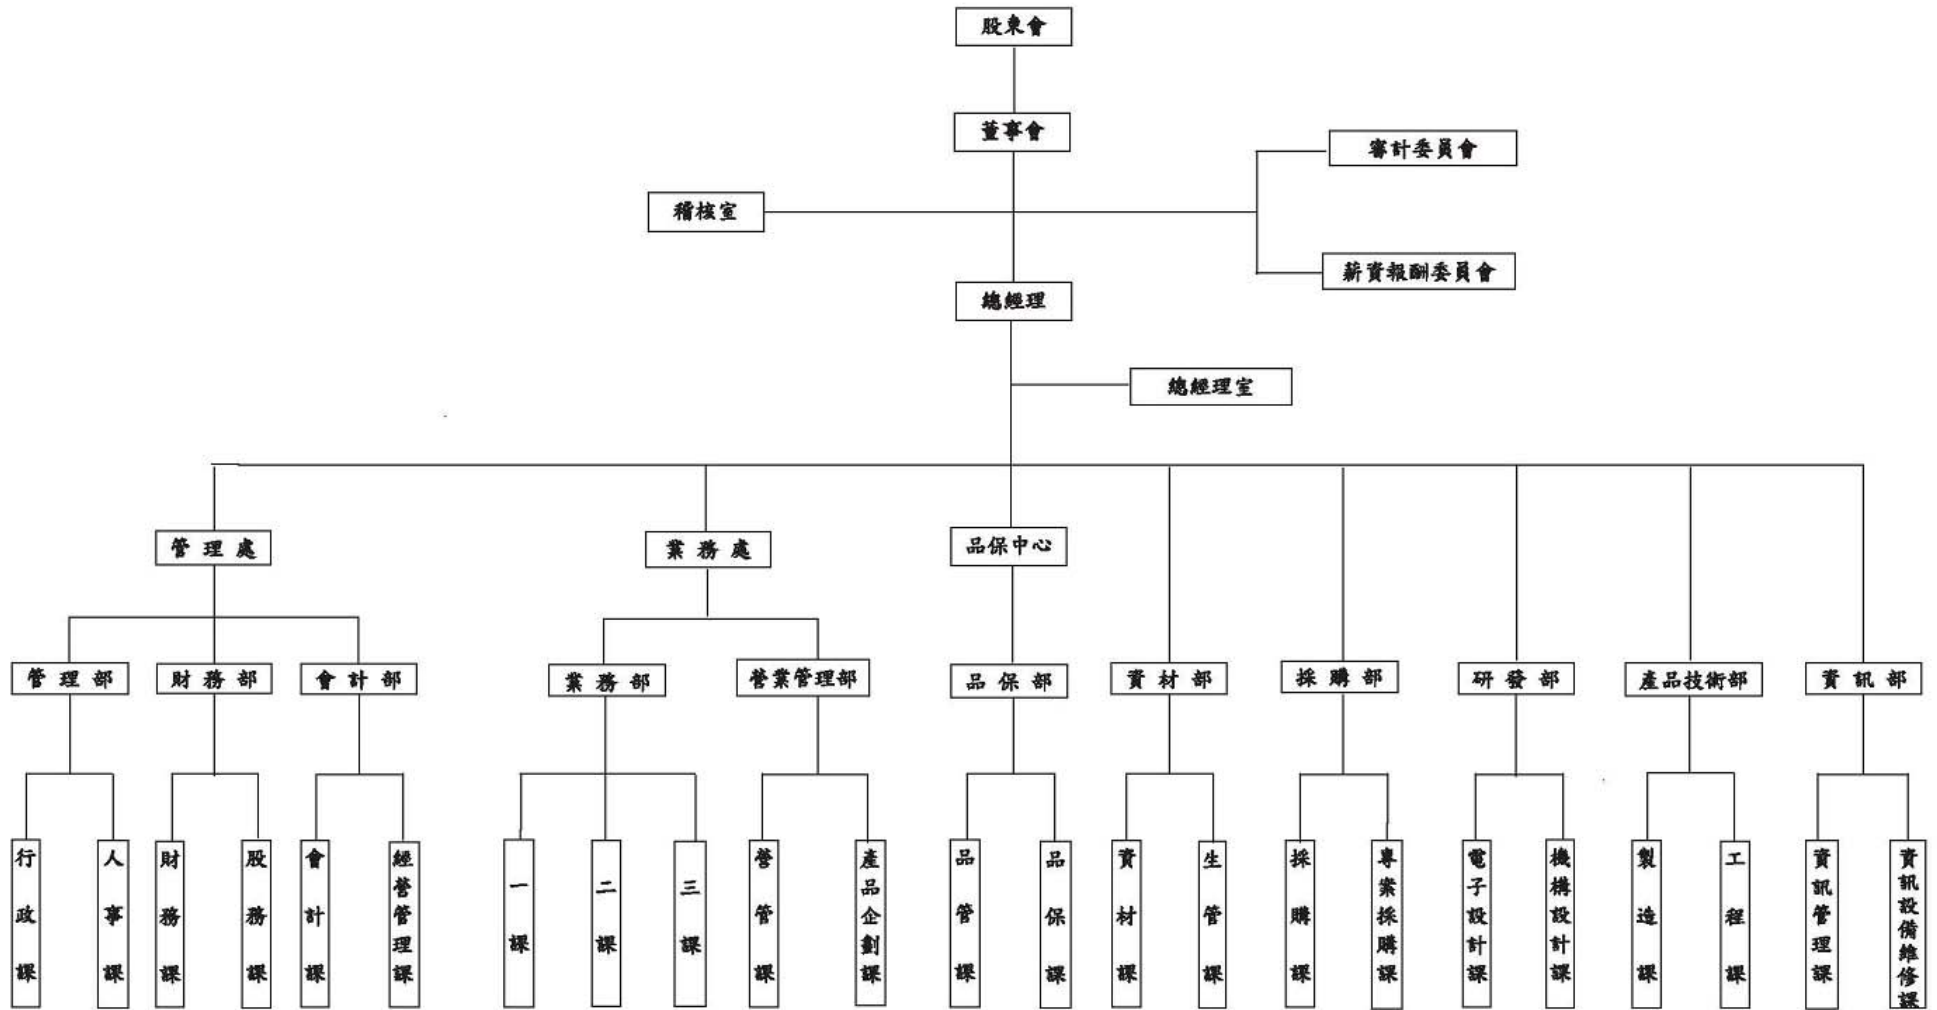 股東會
董事會
審計委員會
稽核室
薪資報酬委員會
總經理
總經理室
管理處
業務處
品保中心
管理部
財務部
會計部
業務部
營業管理部
品保部
資材部
採購部
研發部
產品技術部
資訊部
行政課
人事課
財務課
股務課
會計課
經營管理課
一課
二課
三課
營管課
產品企劃課
品管課
品保課
資材課
生管課
採購課
專案採購課
電子設計課
機構設計課
製造課
工程課
資訊管理課
資訊設備維修課